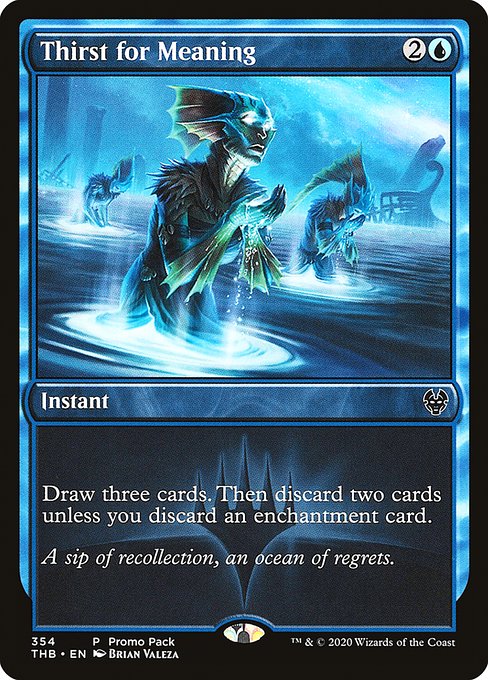 Thirst for Meaning 2
Instant
Draw three cards. Then discard two cards
unless you discard an enchantment card.
A sip of recollection, an ocean of regrets.
354 P Promo Pack
THB • EN Brian Valeza
™ & © 2020 Wizards of the Coast